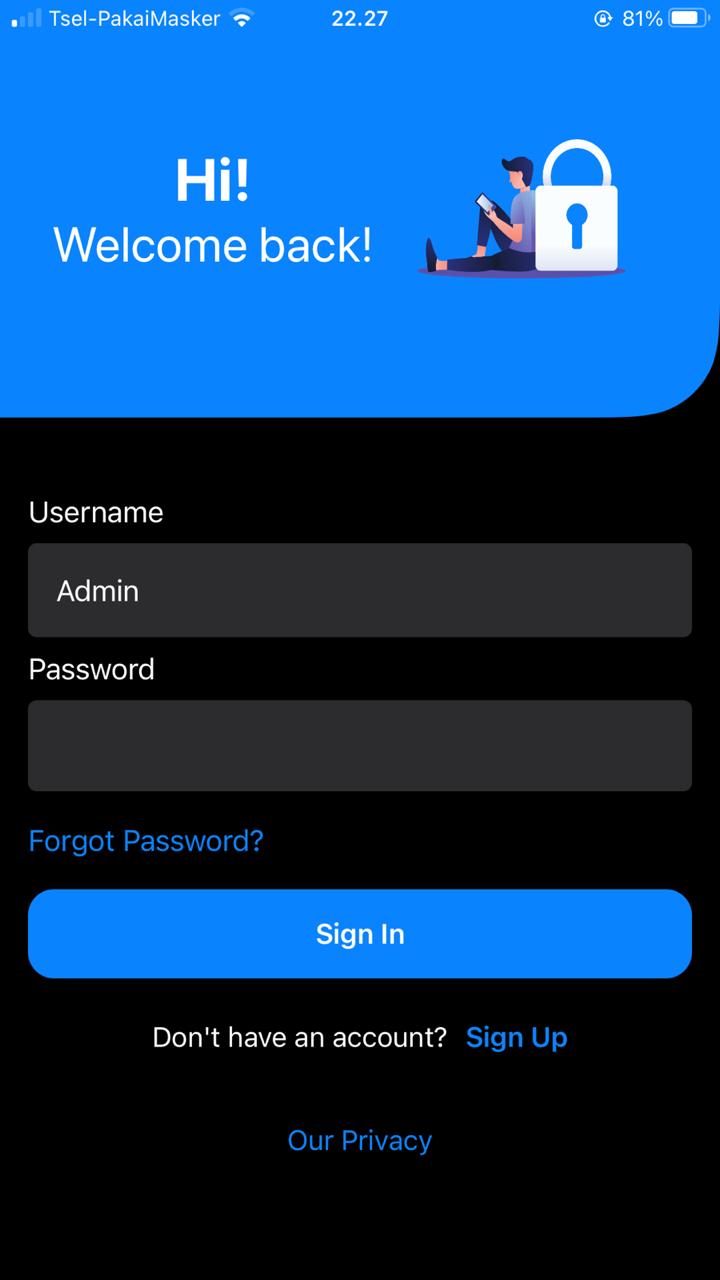 Tsel-PakaiMasker 22.27 81%
Hi!
Welcome back!
Username
Admin
Password
Forgot Password?
Sign In
Don't have an account? Sign Up
Our Privacy